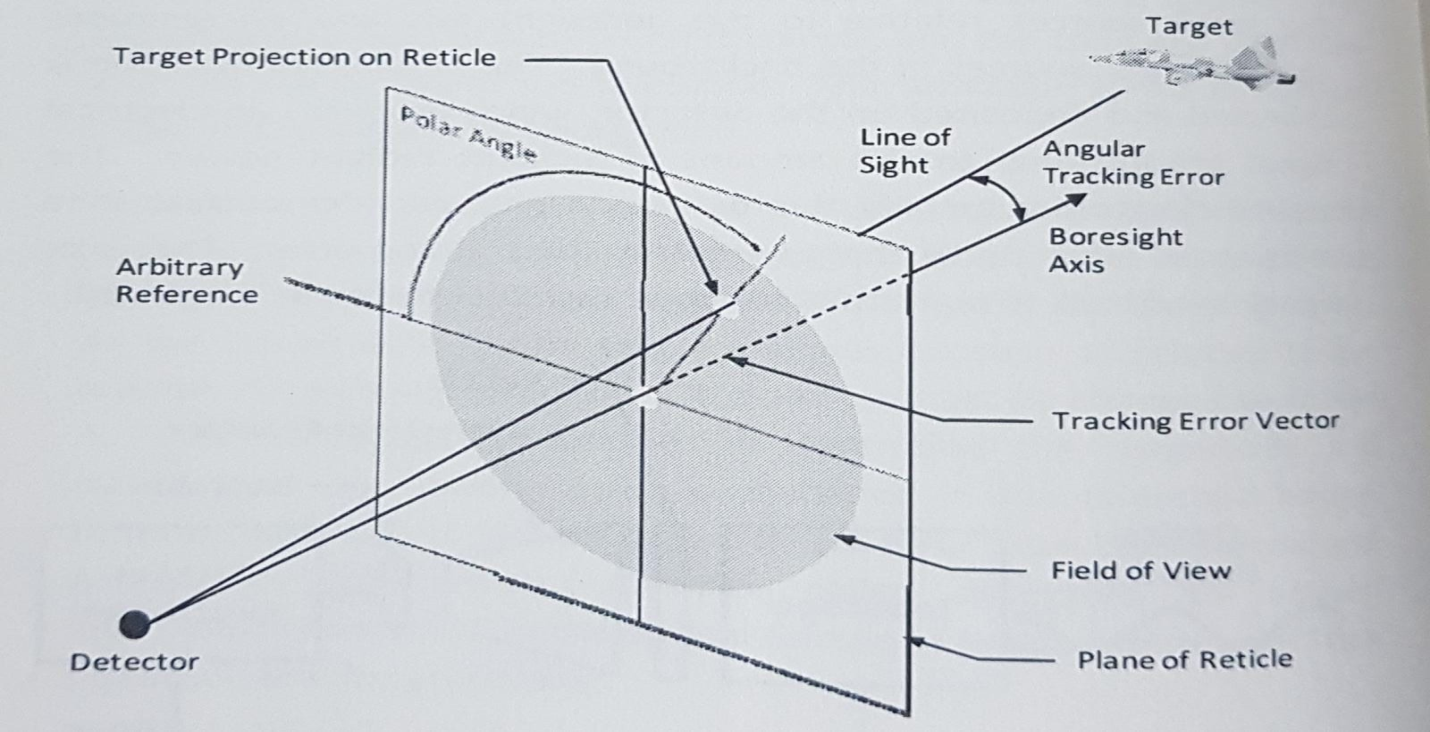 Target
Target Projection on Reticle
Polar Angle
Line of
Sight
Angular
Tracking Error
Boresight
Axis
Arbitrary
Reference
Tracking Error Vector
Field of View
Plane of Reticle
Detector